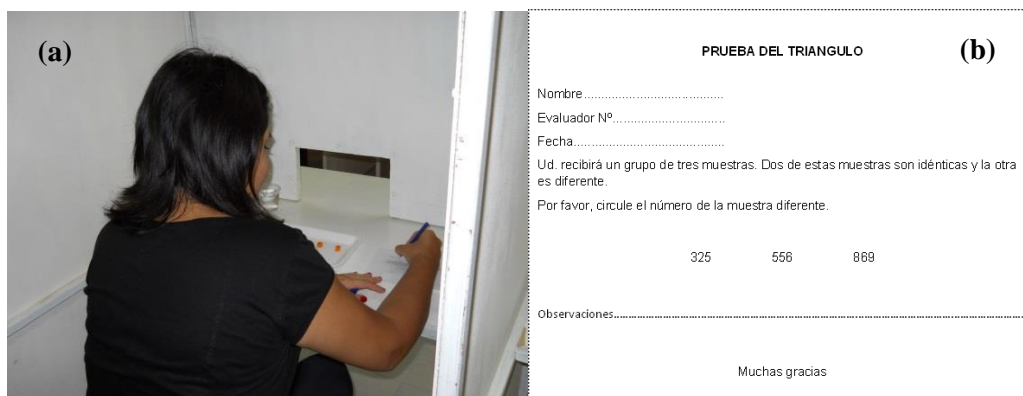 (a)
PRUEBA DEL TRIANGULO
(b)
Nombre........................................
Evaluador Nº................................
Fecha...........................................
Ud. recibirá un grupo de tres muestras. Dos de estas muestras son idénticas y la otra
es diferente.
Por favor, circule el número de la muestra diferente.
325 556 869
Observaciones........................................................................................................................
Muchas gracias